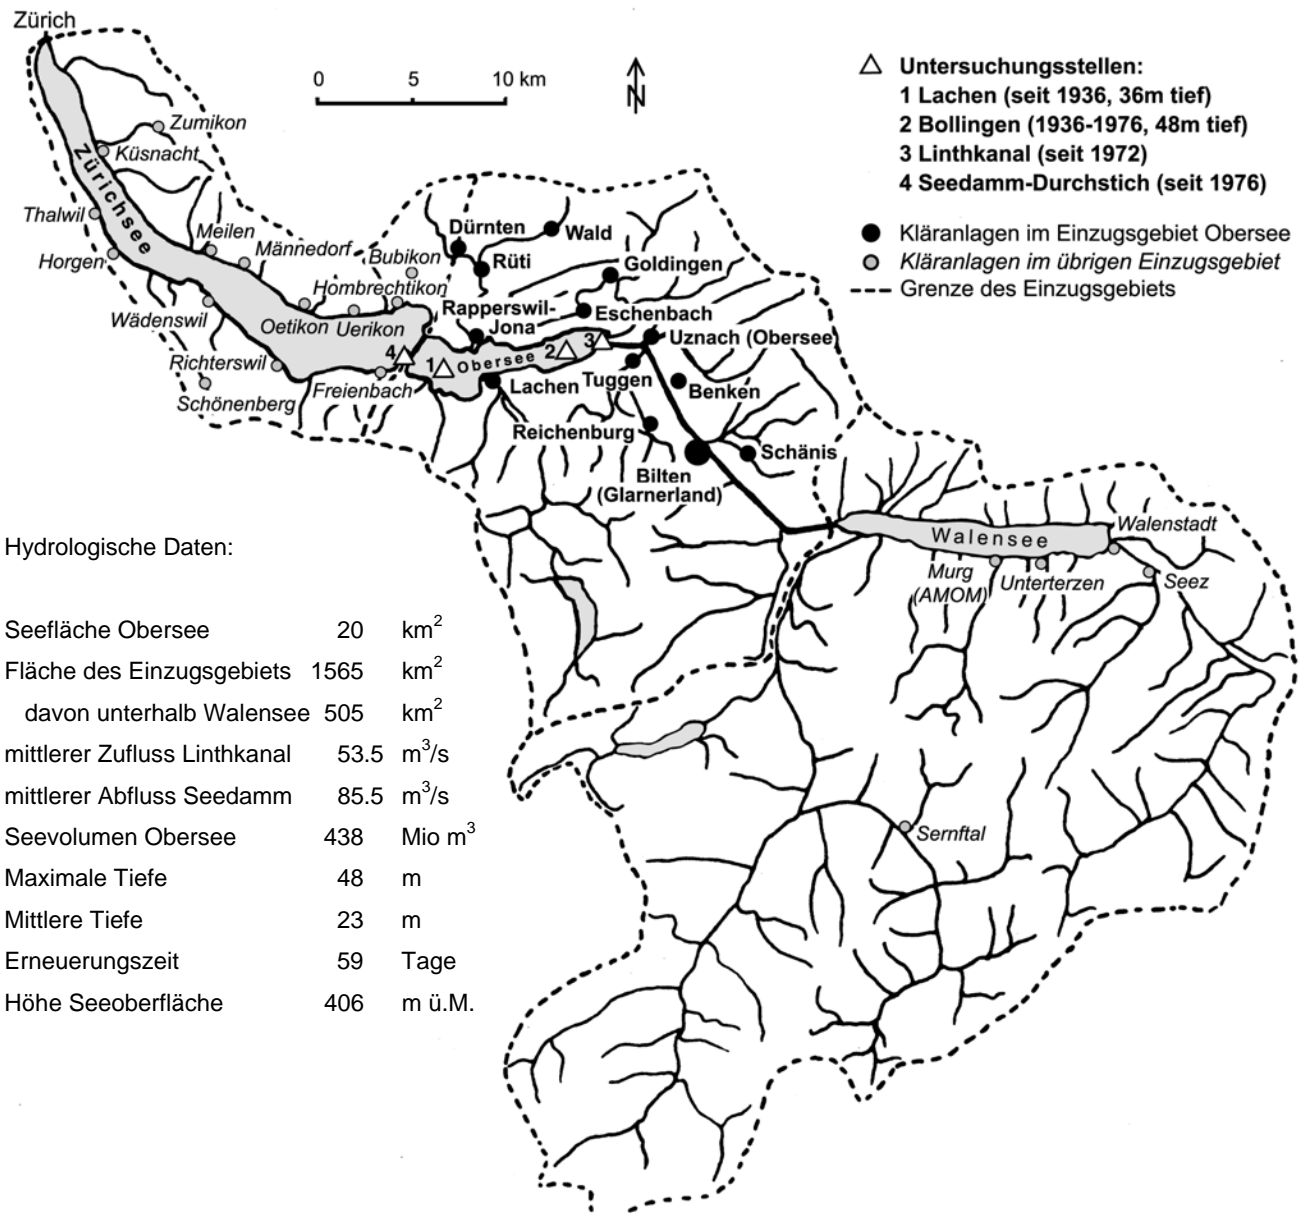 Zürich
0 5 10 km
N
Untersuchungsstellen:
1 Lachen (seit 1936, 36m tief)
2 Bollingen (1936-1976, 48m tief)
3 Linthkanal (seit 1972)
4 Seedamm-Durchstich (seit 1976)
Kläranlagen im Einzugsgebiet Obersee
Kläranlagen im übrigen Einzugsgebiet
Grenze des Einzugsgebiets
Zumikon
Küsnacht
Zürichsee
Thalwil
Horgen
Meilen
Männedorf
Wädenswil
Oetikon
Uerikon
Hombrechtikon
Bubikon
Richterswil
Schönenberg
Freienbach
Dürnten
Wald
Rüti
Goldingen
Rapperswil-
Jona
Eschenbach
Uznach (Obersee)
4
1
Obersee
2
3
Lachen
Tuggen
Benken
Reichenburg
Schänis
Bilten
(Glarnerland)
Walensee
Walenstadt
Murg
(AMOM)
Unterterzen
Seez
Sernftal
Hydrologische Daten:
Seefläche Obersee 20 km²
Fläche des Einzugsgebiets 1565 km²
davon unterhalb Walensee 505 km²
mittlerer Zufluss Linthkanal 53.5 m³/s
mittlerer Abfluss Seedamm 85.5 m³/s
Seevolumen Obersee 438 Mio m³
Maximale Tiefe 48 m
Mittlere Tiefe 23 m
Erneuerungszeit 59 Tage
Höhe Seeoberfläche 406 m ü.M.